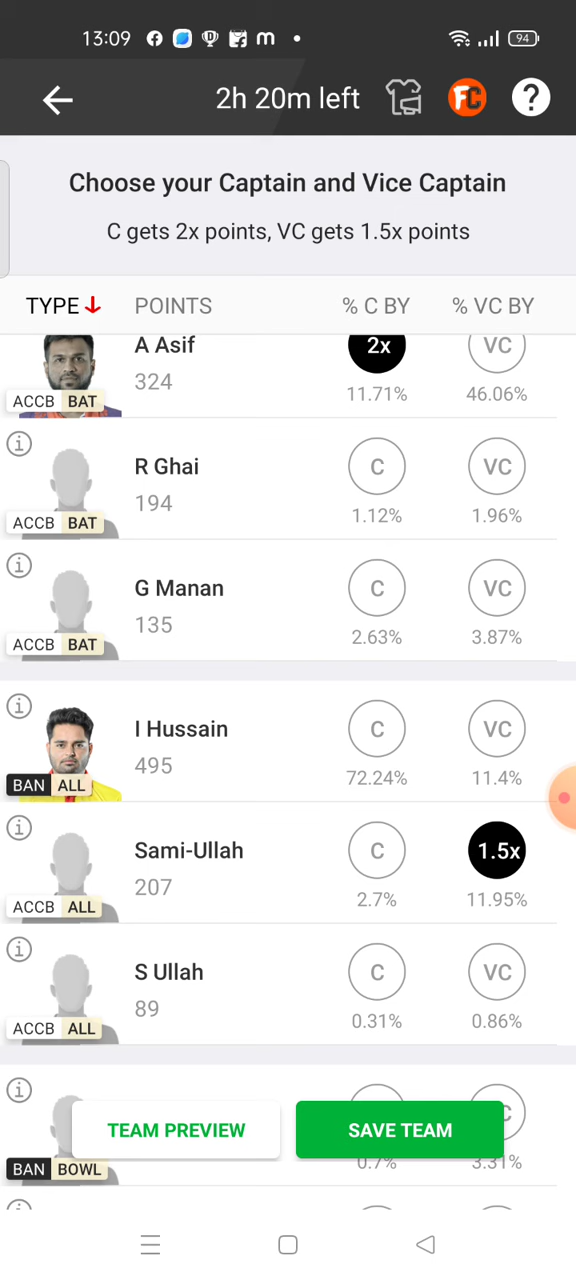 13:09 94
2h 20m left FC ?
Choose your Captain and Vice Captain
C gets 2x points, VC gets 1.5x points
TYPE POINTS % C BY % VC BY
A Asif 2x VC
324 11.71% 46.06%
ACCB BAT
R Ghai C VC
194 1.12% 1.96%
ACCB BAT
G Manan C VC
135 2.63% 3.87%
ACCB BAT
I Hussain C VC
495 72.24% 11.4%
BAN ALL
Sami-Ullah C 1.5x
207 2.7% 11.95%
ACCB ALL
S Ullah C VC
89 0.31% 0.86%
ACCB ALL
TEAM PREVIEW SAVE TEAM
0.7% 3.31%
BAN BOWL